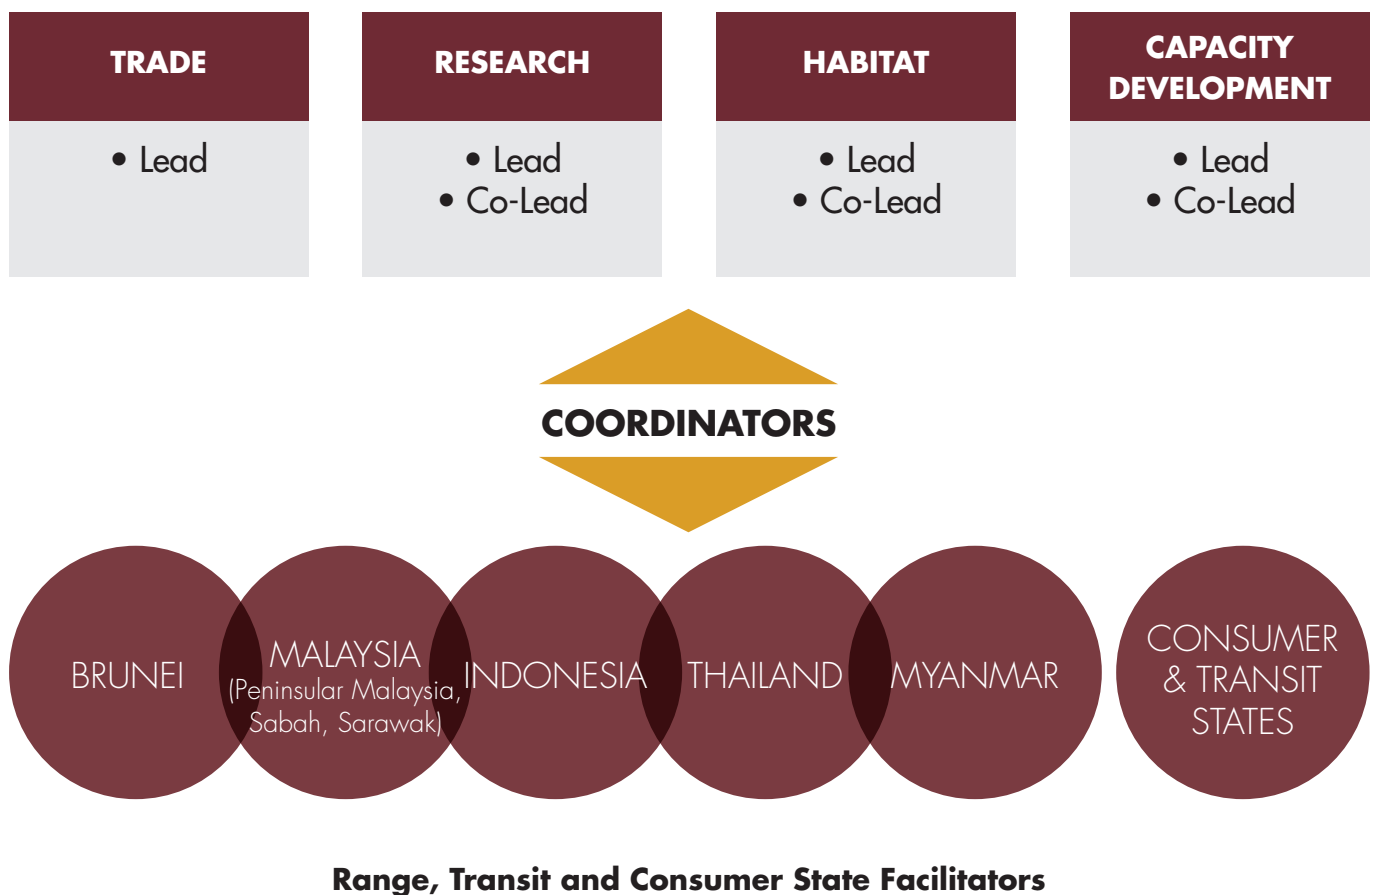 TRADE
• Lead
RESEARCH
• Lead
• Co-Lead
HABITAT
• Lead
• Co-Lead
CAPACITY
DEVELOPMENT
• Lead
• Co-Lead
COORDINATORS
BRUNEI
MALAYSIA
(Peninsular Malaysia,
Sabah, Sarawak)
INDONESIA
THAILAND
MYANMAR
CONSUMER
& TRANSIT
STATES
Range, Transit and Consumer State Facilitators